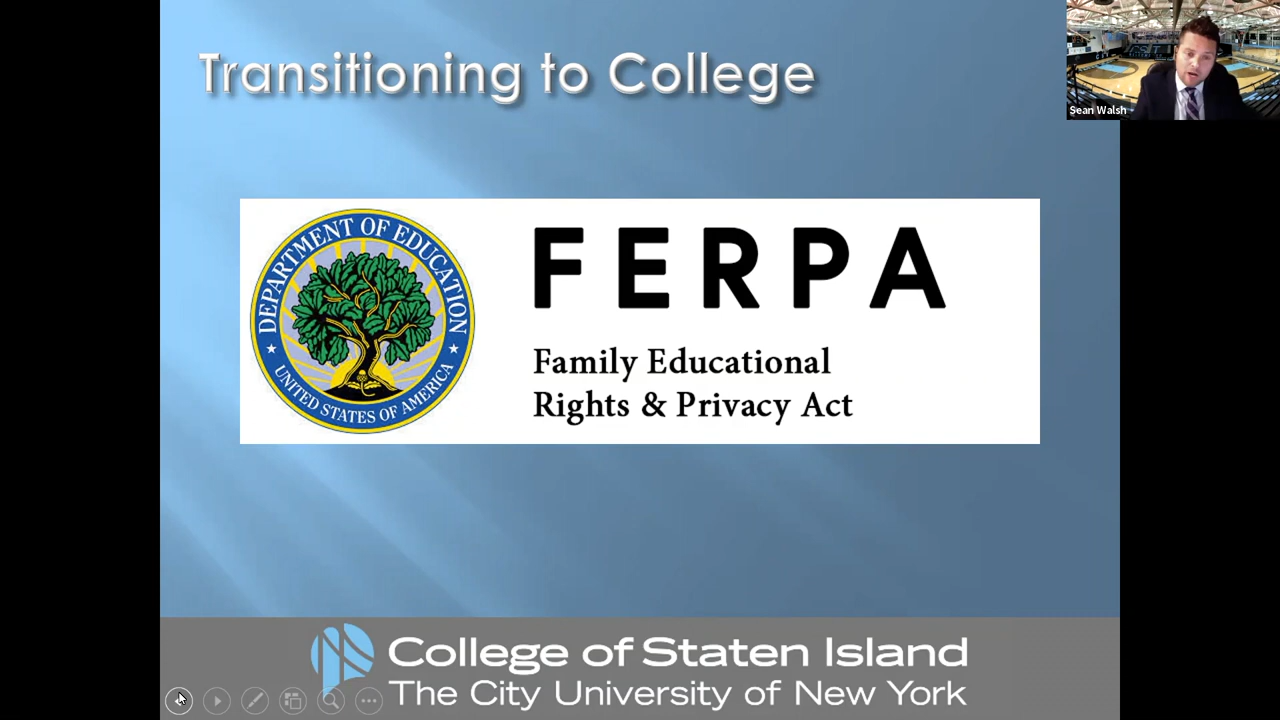 Transitioning to College
Sean Walsh
DEPARTMENT OF EDUCATION
UNITED STATES OF AMERICA
FERPA
Family Educational
Rights & Privacy Act
College of Staten Island
The City University of New York